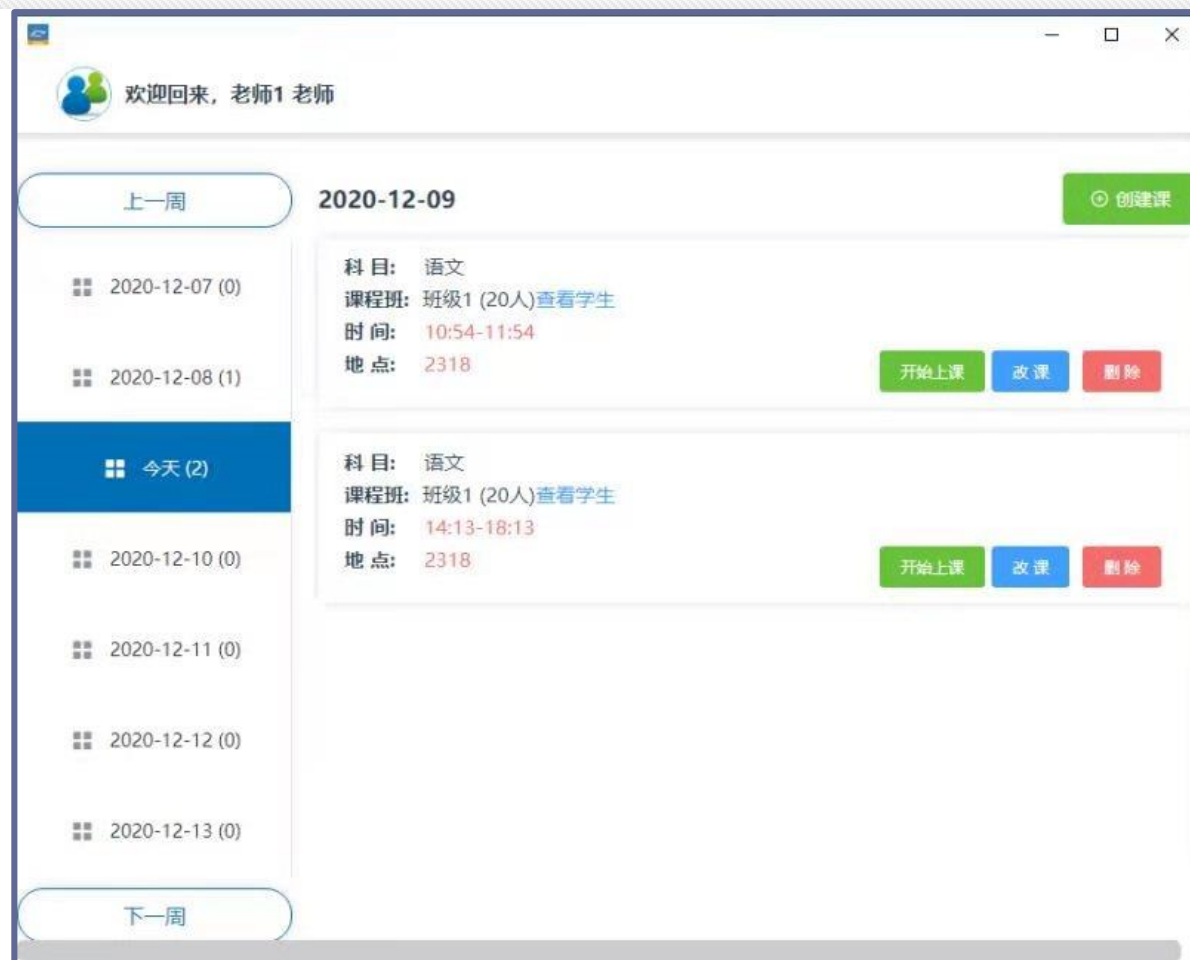 欢迎回来，老师1 老师
上一周
2020-12-07 (0)
2020-12-08 (1)
今天 (2)
2020-12-10 (0)
2020-12-11 (0)
2020-12-12 (0)
2020-12-13 (0)
下一周
2020-12-09
创建课
科 目: 语文
课程班: 班级1 (20人)查看学生
时 间: 10:54-11:54
地 点: 2318
开始上课 改 课 删 除
科 目: 语文
课程班: 班级1 (20人)查看学生
时 间: 14:13-18:13
地 点: 2318
开始上课 改 课 删 除